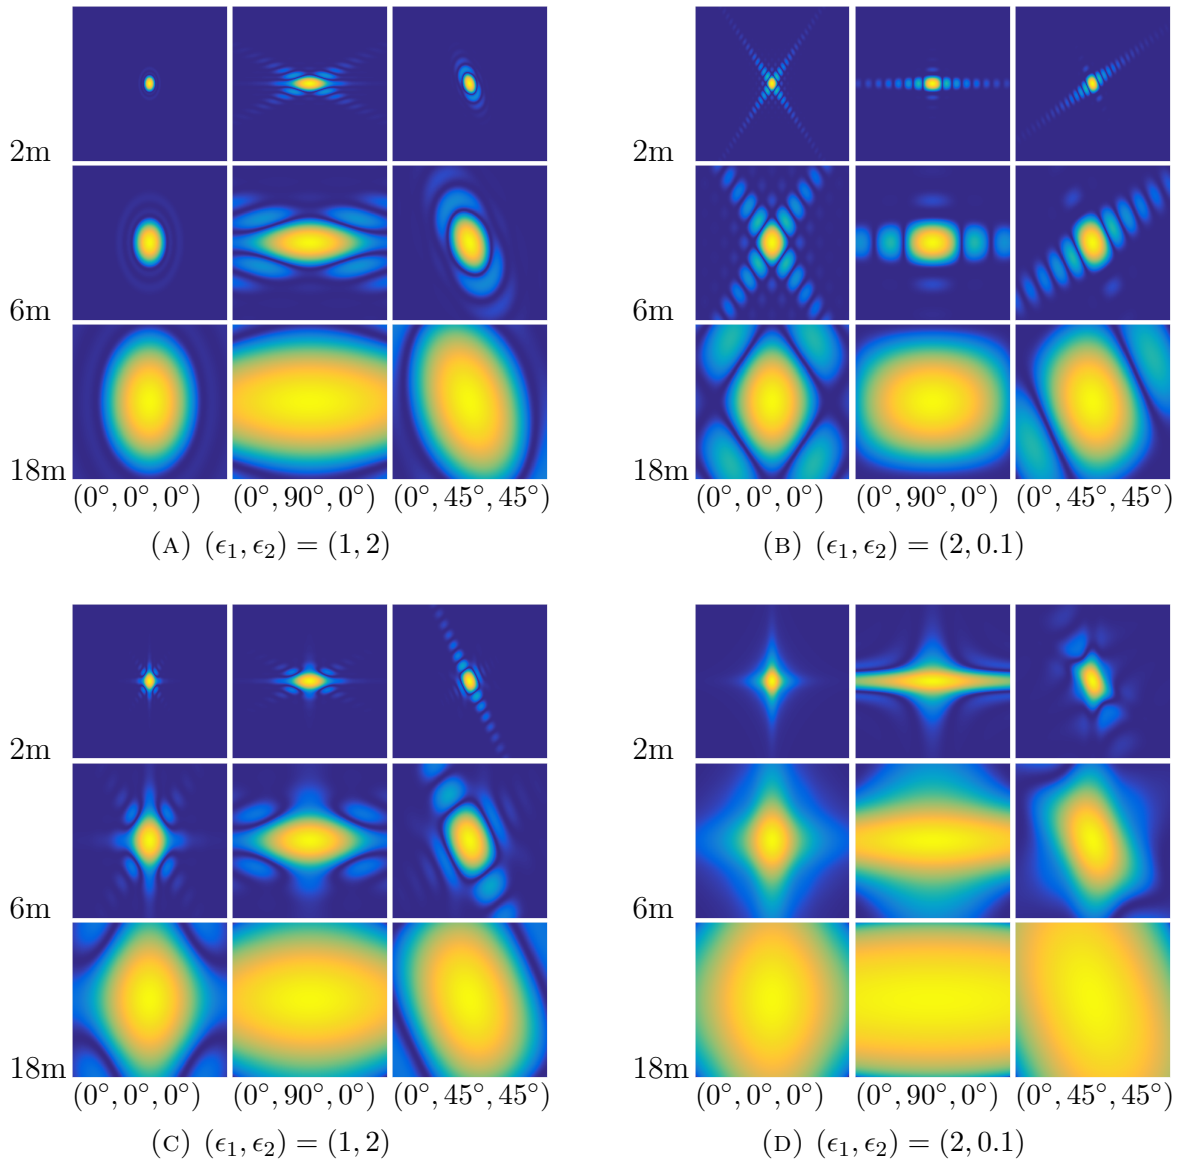 2m 2m
6m 6m
18m 18m
(0°, 0°, 0°) (0°, 90°, 0°) (0°, 45°, 45°) (0°, 0°, 0°) (0°, 90°, 0°) (0°, 45°, 45°)
(A) (ϵ₁, ϵ₂) = (1, 2) (B) (ϵ₁, ϵ₂) = (2, 0.1)
2m 2m
6m 6m
18m 18m
(0°, 0°, 0°) (0°, 90°, 0°) (0°, 45°, 45°) (0°, 0°, 0°) (0°, 90°, 0°) (0°, 45°, 45°)
(C) (ϵ₁, ϵ₂) = (1, 2) (D) (ϵ₁, ϵ₂) = (2, 0.1)